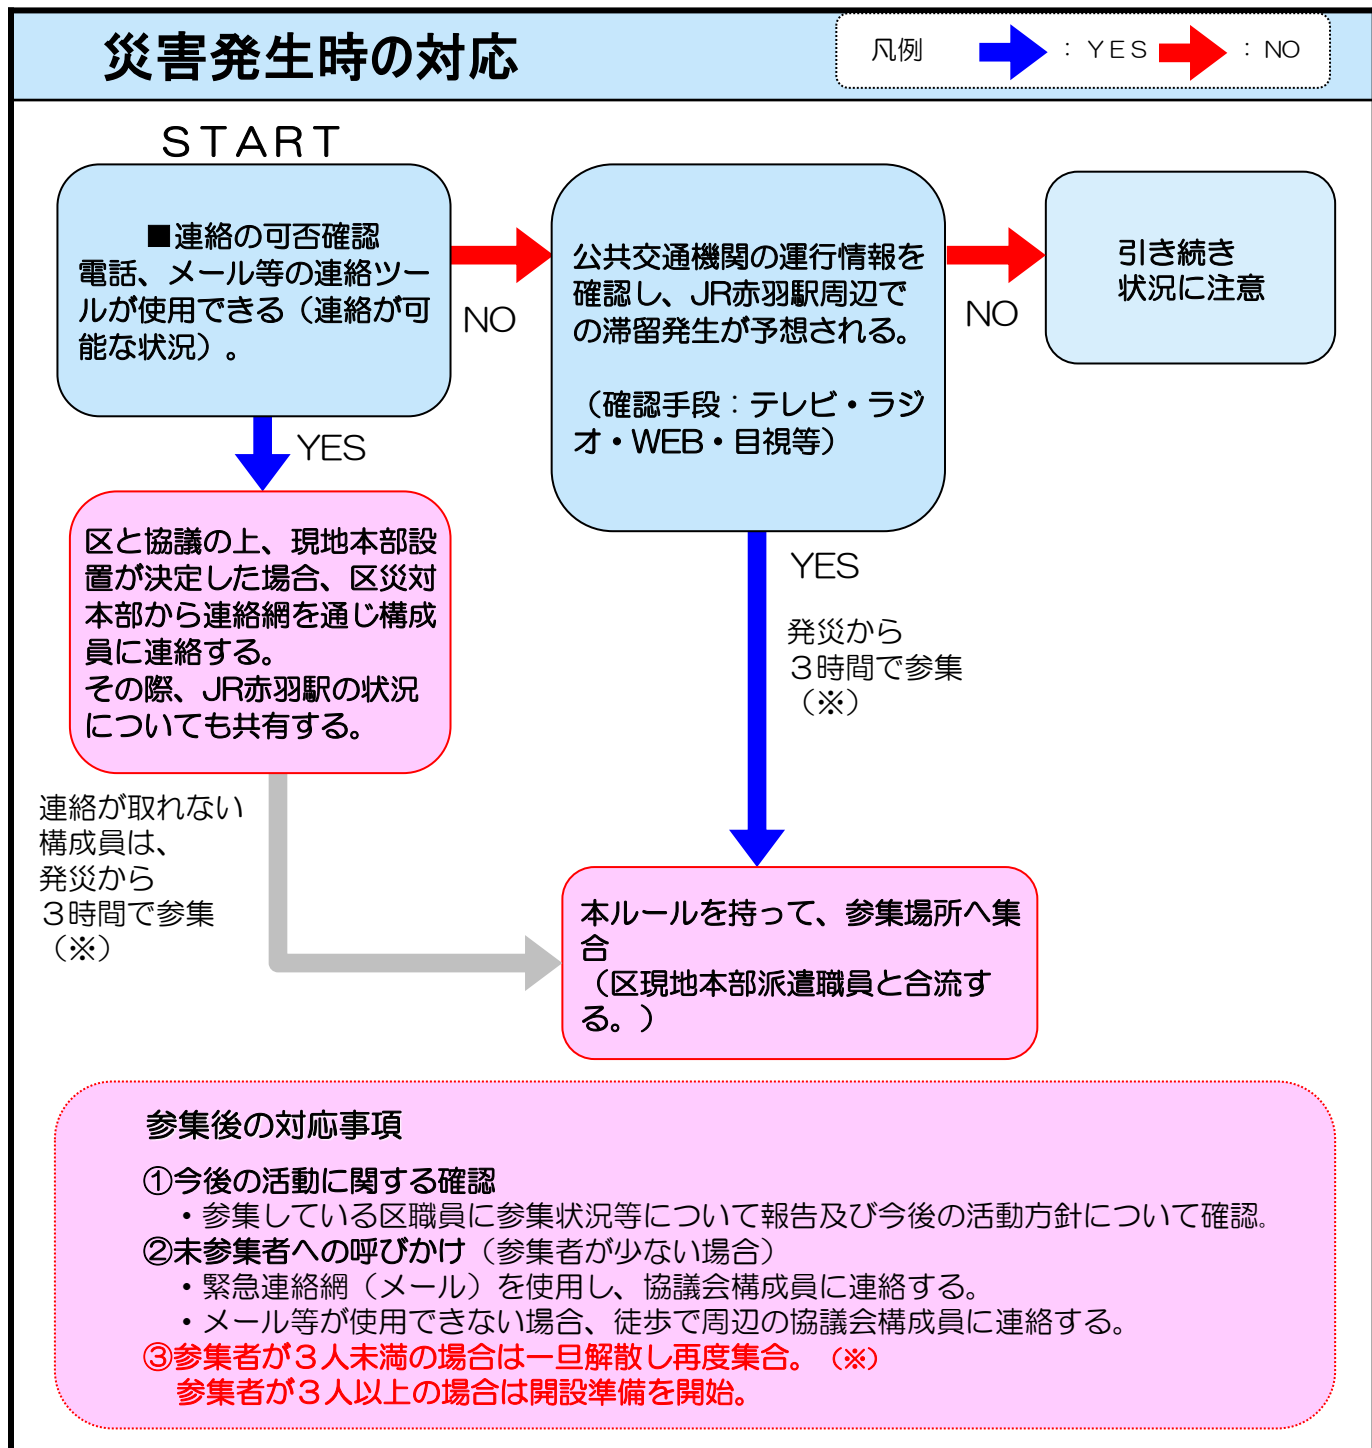 災害発生時の対応
凡例 ：ＹＥＳ ：NO
ＳＴＡＲＴ
■連絡の可否確認
電話、メール等の連絡ツー
ルが使用できる（連絡が可
能な状況）。
NO
公共交通機関の運行情報を
確認し、JR赤羽駅周辺で
の滞留発生が予想される。
（確認手段：テレビ・ラジ
オ・WEB・目視等）
NO
引き続き
状況に注意
YES
区と協議の上、現地本部設
置が決定した場合、区災対
本部から連絡網を通じ構成
員に連絡する。
その際、JR赤羽駅の状況
についても共有する。
YES
発災から
３時間で参集
（※）
連絡が取れない
構成員は、
発災から
３時間で参集
（※）
本ルールを持って、参集場所へ集
合
（区現地本部派遣職員と合流す
る。）
参集後の対応事項
①今後の活動に関する確認
・参集している区職員に参集状況等について報告及び今後の活動方針について確認。
②未参集者への呼びかけ（参集者が少ない場合）
・緊急連絡網（メール）を使用し、協議会構成員に連絡する。
・メール等が使用できない場合、徒歩で周辺の協議会構成員に連絡する。
③参集者が３人未満の場合は一旦解散し再度集合。（※）
参集者が３人以上の場合は開設準備を開始。